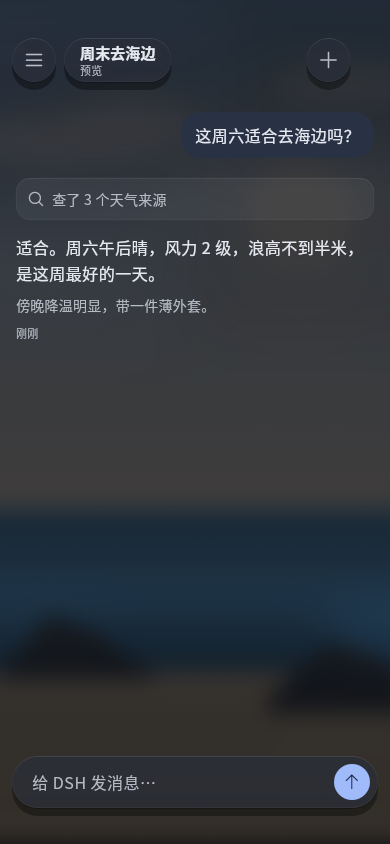 周末去海边
预览
这周六适合去海边吗？
查了 3 个天气来源
适合。周六午后晴，风力 2 级，浪高不到半米，
是这周最好的一天。
傍晚降温明显，带一件薄外套。
刚刚
给 DSH 发消息…